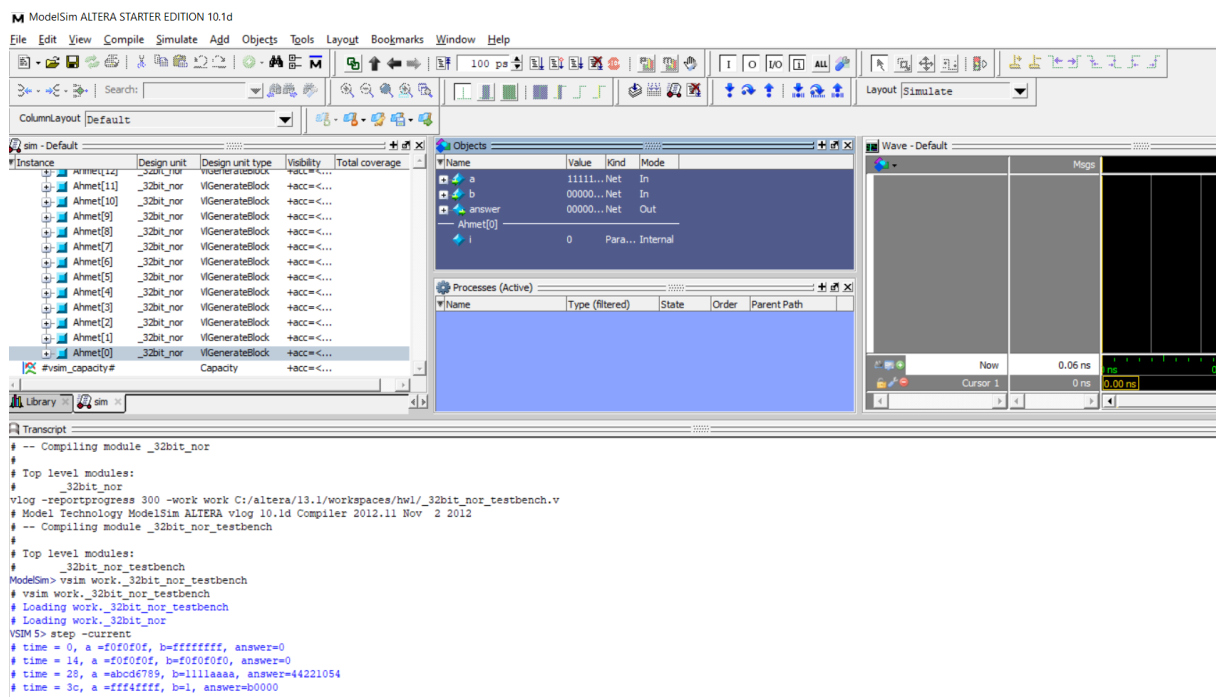 ModelSim ALTERA STARTER EDITION 10.1d
File Edit View Compile Simulate Add Objects Tools Layout Bookmarks Window Help
100 ps
ALL
Search:
Layout Simulate
ColumnLayout Default
sim - Default
Instance Design unit Design unit type Visibility Total coverage
Ahmet[12] _32bit_nor VlGenerateBlock +acc=<...
Ahmet[11] _32bit_nor VlGenerateBlock +acc=<...
Ahmet[10] _32bit_nor VlGenerateBlock +acc=<...
Ahmet[9] _32bit_nor VlGenerateBlock +acc=<...
Ahmet[8] _32bit_nor VlGenerateBlock +acc=<...
Ahmet[7] _32bit_nor VlGenerateBlock +acc=<...
Ahmet[6] _32bit_nor VlGenerateBlock +acc=<...
Ahmet[5] _32bit_nor VlGenerateBlock +acc=<...
Ahmet[4] _32bit_nor VlGenerateBlock +acc=<...
Ahmet[3] _32bit_nor VlGenerateBlock +acc=<...
Ahmet[2] _32bit_nor VlGenerateBlock +acc=<...
Ahmet[1] _32bit_nor VlGenerateBlock +acc=<...
Ahmet[0] _32bit_nor VlGenerateBlock +acc=<...
#vsim_capacity# Capacity +acc=<...
Library sim
Objects
Name Value Kind Mode
a 11111... Net In
b 00000... Net In
answer 00000... Net Out
Ahmet[0]
i 0 Para... Internal
Processes (Active)
Name Type (filtered) State Order Parent Path
Wave - Default
Msgs
Now 0.06 ns ns
Cursor 1 0 ns 0.00 ns
Transcript
# -- Compiling module _32bit_nor
#
# Top level modules:
# _32bit_nor
vlog -reportprogress 300 -work work C:/altera/13.1/workspaces/hw1/_32bit_nor_testbench.v
# Model Technology ModelSim ALTERA vlog 10.1d Compiler 2012.11 Nov 2 2012
# -- Compiling module _32bit_nor_testbench
#
# Top level modules:
# _32bit_nor_testbench
ModelSim> vsim work._32bit_nor_testbench
# vsim work._32bit_nor_testbench
# Loading work._32bit_nor_testbench
# Loading work._32bit_nor
VSIM 5> step -current
# time = 0, a =f0f0f0f, b=ffffffff, answer=0
# time = 14, a =f0f0f0f, b=f0f0f0f0, answer=0
# time = 28, a =abcd6789, b=1111aaaa, answer=44221054
# time = 3c, a =fff4ffff, b=1, answer=b0000